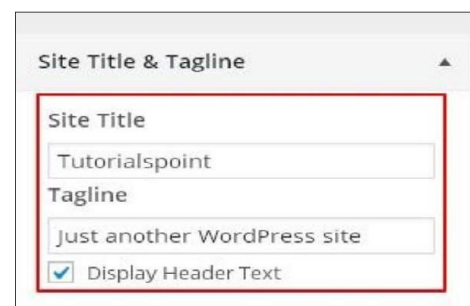 Site Title & Tagline
Site Title
Tutorialspoint
Tagline
Just another WordPress site
Display Header Text